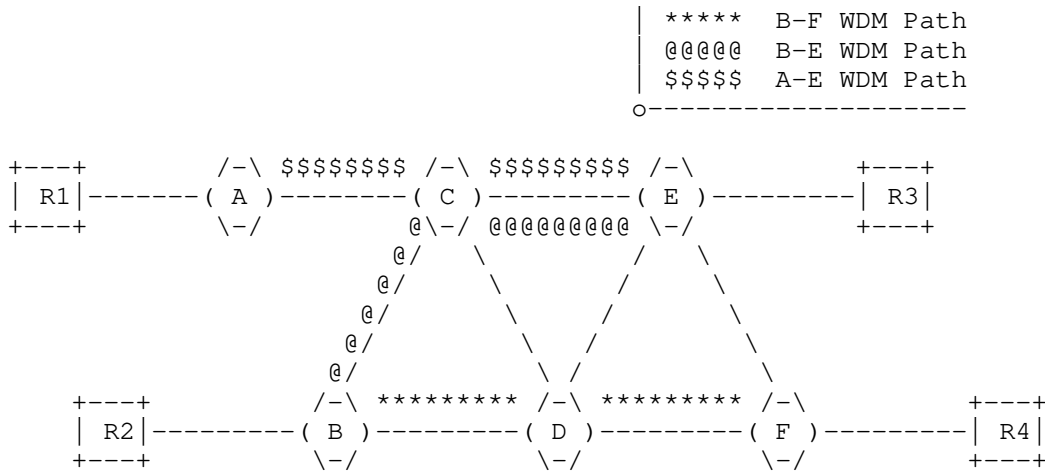 | ***** B-F WDM Path
| @@@@@ B-E WDM Path
| $$$$$ A-E WDM Path
o--------------------
+---+ /-\ $$$$$$$$ /-\ $$$$$$$$$ /-\ +---+
| R1|-------( A )--------( C )---------( E )---------| R3|
+---+ \-/ @\-/ @@@@@@@@@ \-/ +---+
@/ \ / \
@/ \ / \
@/ \ / \
@/ \ / \
@/ \ / \
+---+ /-\ ********* /-\ ********* /-\ +---+
| R2|---------( B )---------( D )---------( F )---------| R4|
+---+ \-/ \-/ \-/ +---+